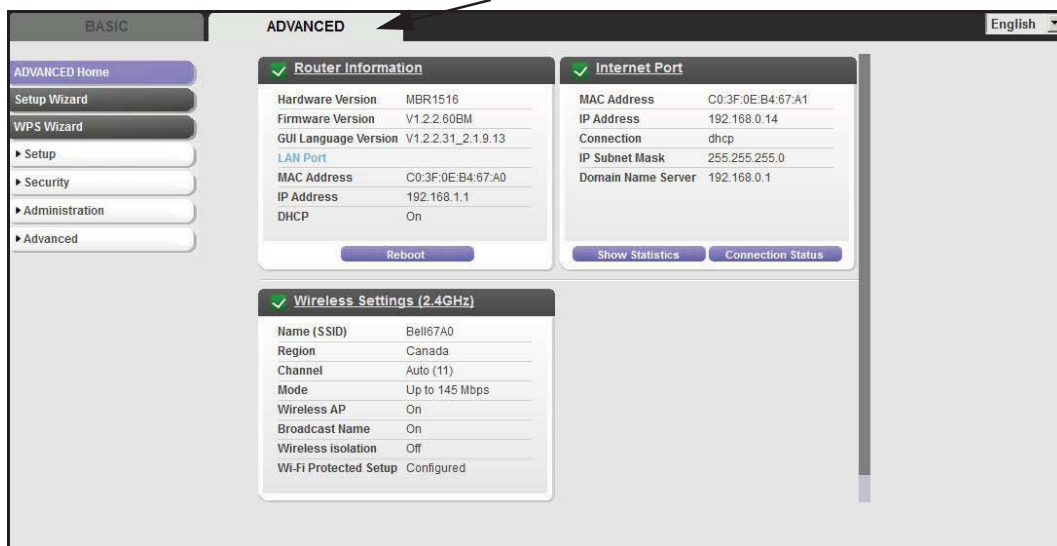 BASIC
ADVANCED
English
ADVANCED Home
Setup Wizard
WPS Wizard
Setup
Security
Administration
Advanced
Router Information
Hardware Version MBR1516
Firmware Version V1.2.2.60BM
GUI Language Version V1.2.2.31_2.1.9.13
LAN Port
MAC Address C0:3F:0E:B4:67:A0
IP Address 192.168.1.1
DHCP On
Reboot
Internet Port
MAC Address C0:3F:0E:B4:67:A1
IP Address 192.168.0.14
Connection dhcp
IP Subnet Mask 255.255.255.0
Domain Name Server 192.168.0.1
Show Statistics Connection Status
Wireless Settings (2.4GHz)
Name (SSID) Bell67A0
Region Canada
Channel Auto (11)
Mode Up to 145 Mbps
Wireless AP On
Broadcast Name On
Wireless isolation Off
Wi-Fi Protected Setup Configured